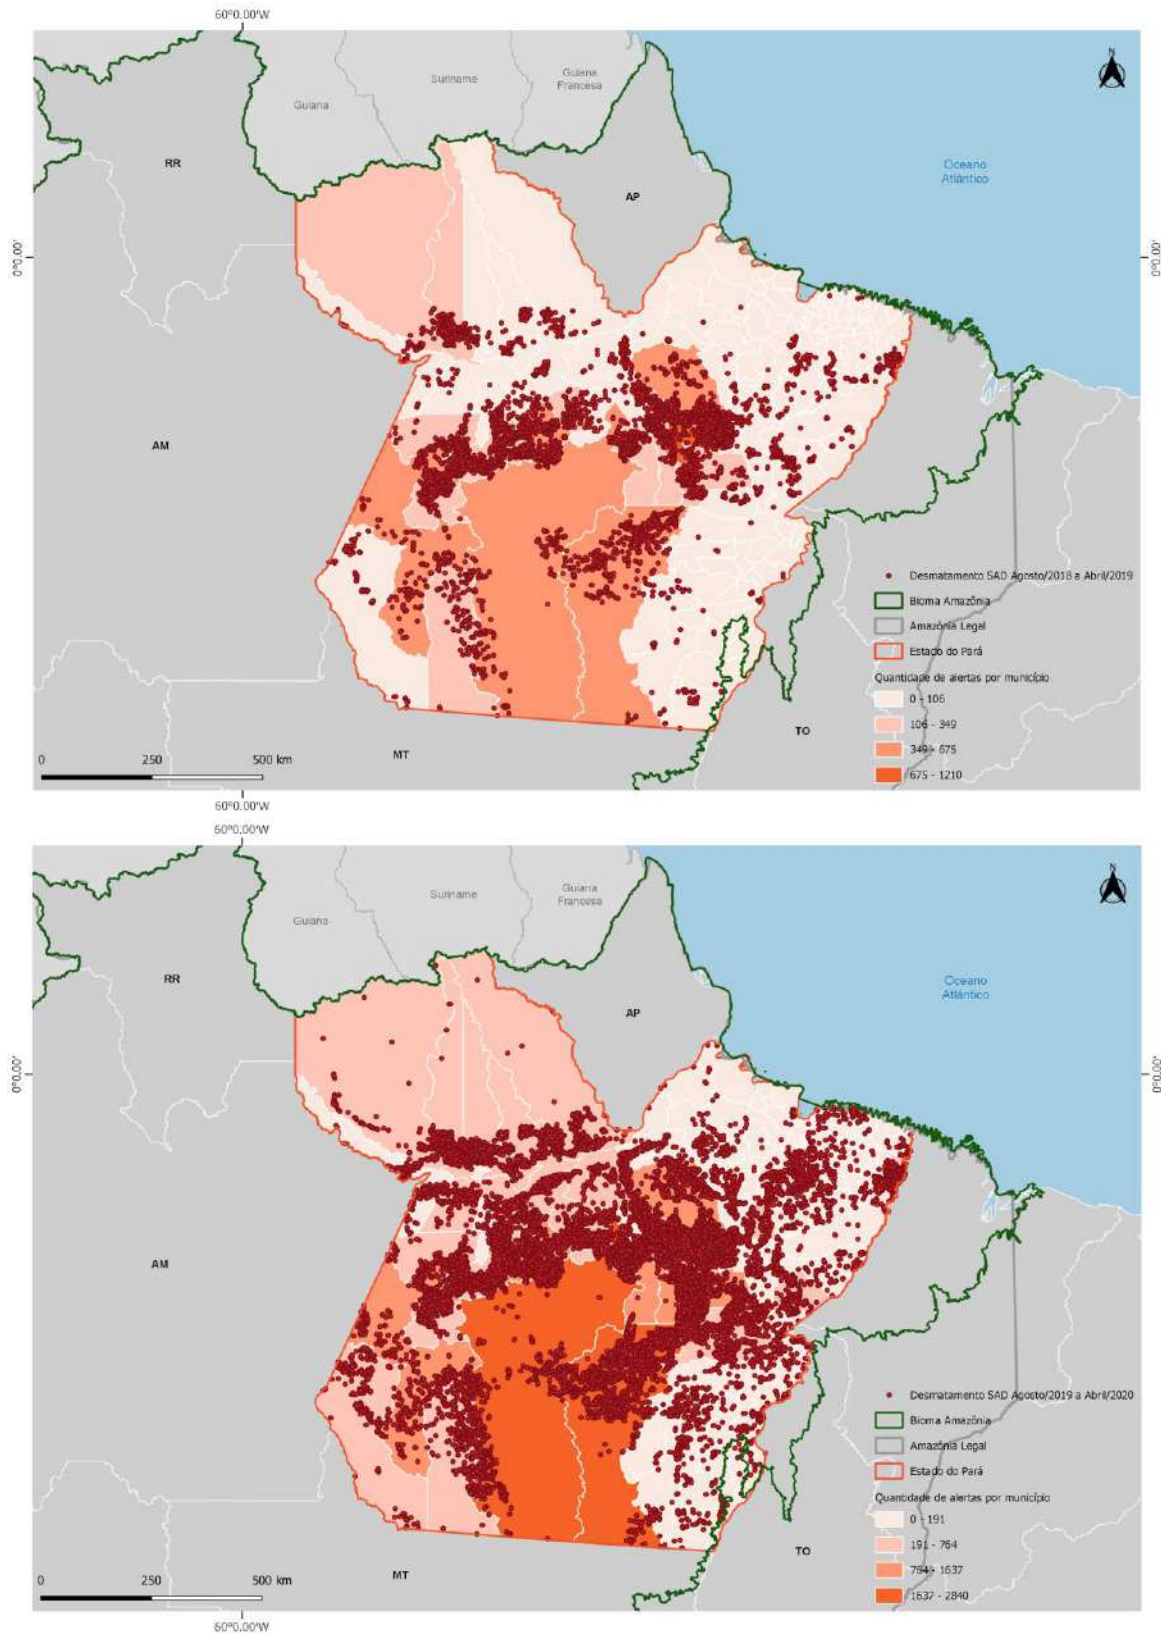 60°0.00'W
Suriname
Guiana
Francesa
Guiana
N
RR
Oceano
Atlântico
AP
0°0.00'
0°0.00'
AM
Desmatamento SAD Agosto/2018 a Abril/2019
Bioma Amazônia
Amazônia Legal
Estado do Pará
Quantidade de alertas por município
0 - 106
106 - 349
349 - 675
675 - 1210
TO
MT
0 250 500 km
60°0.00'W
60°0.00'W
Suriname
Guiana
Francesa
Guiana
N
RR
Oceano
Atlântico
AP
0°0.00'
0°0.00'
AM
Desmatamento SAD Agosto/2019 a Abril/2020
Bioma Amazônia
Amazônia Legal
Estado do Pará
Quantidade de alertas por município
0 - 191
191 - 764
764 - 1637
1637 - 2840
TO
MT
0 250 500 km
60°0.00'W